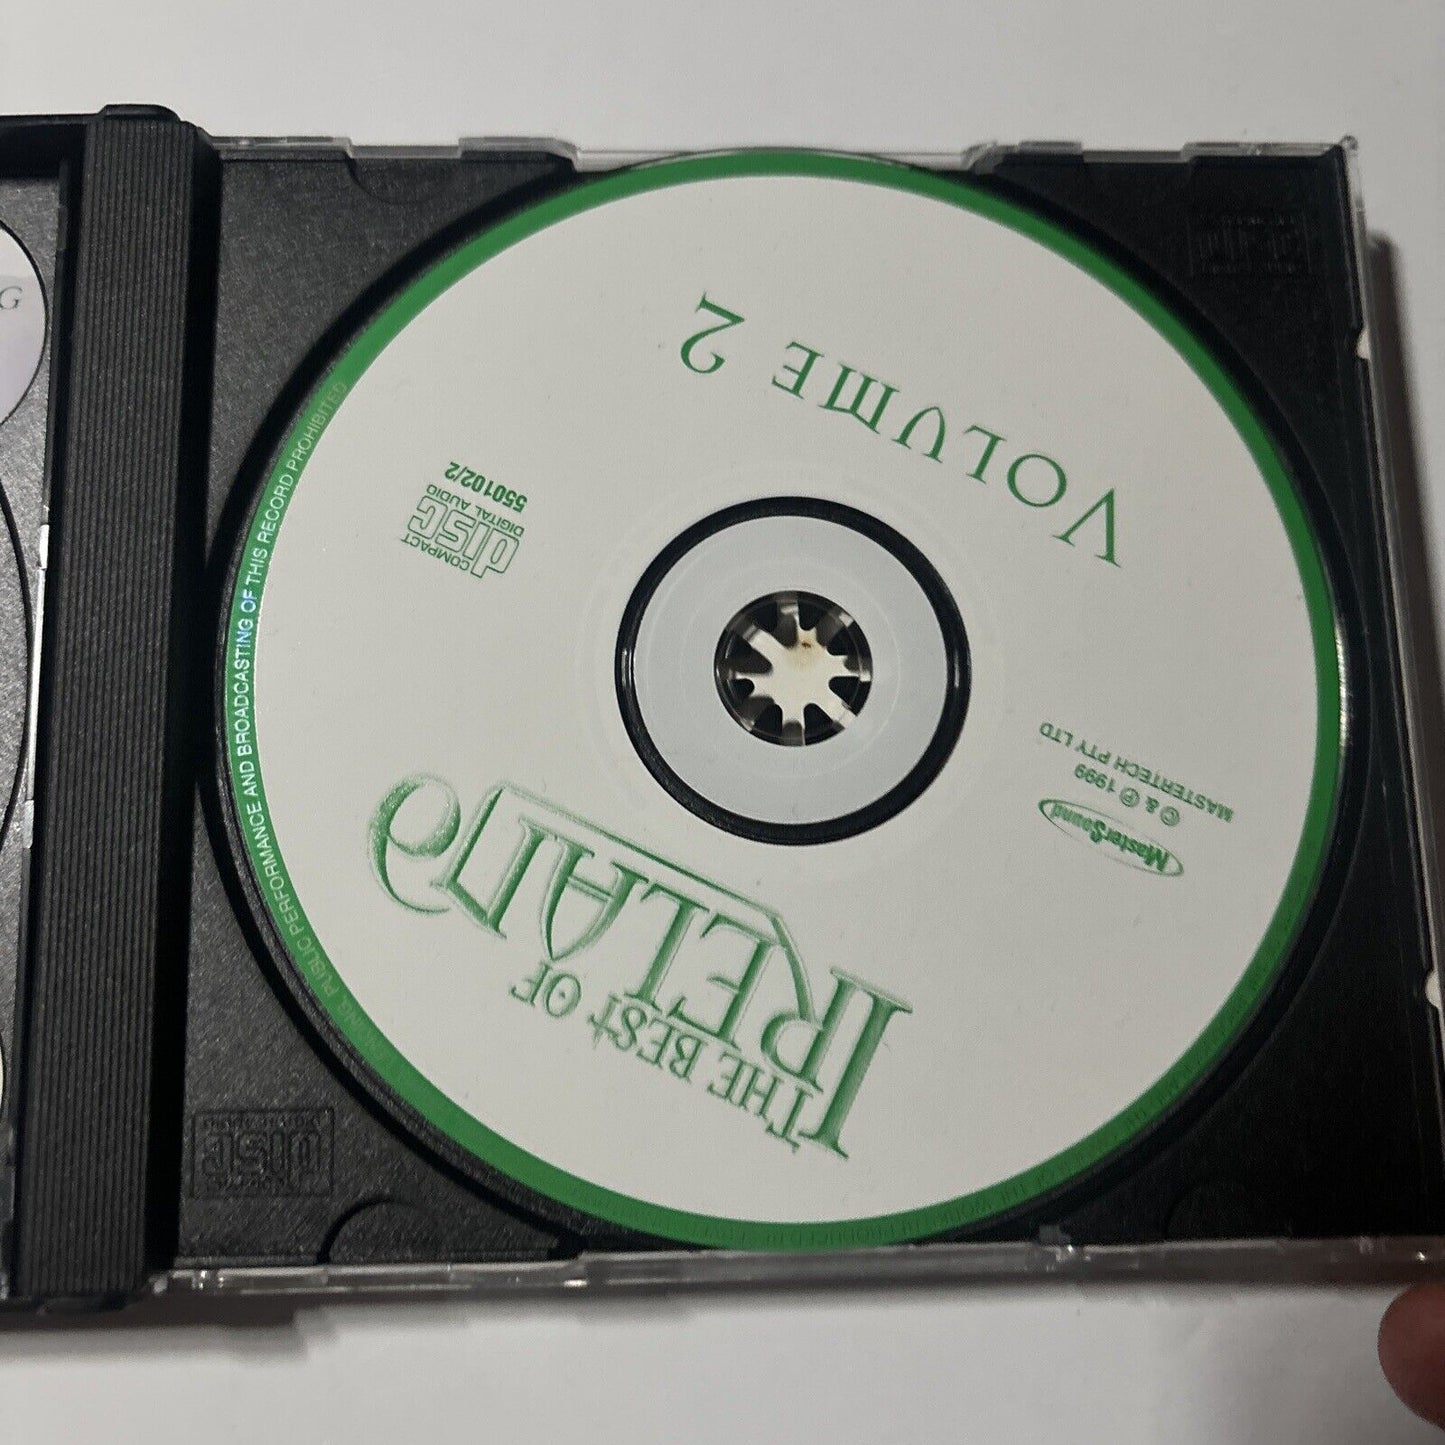 THE BEST OF
IRELAND
MasterSound
℗ & © 1999
MASTERTECH PTY LTD
COMPACT
disc
DIGITAL AUDIO
550102/2
VOLUME 2
PUBLIC PERFORMANCE AND BROADCASTING OF THIS RECORD PROHIBITED
disc
G